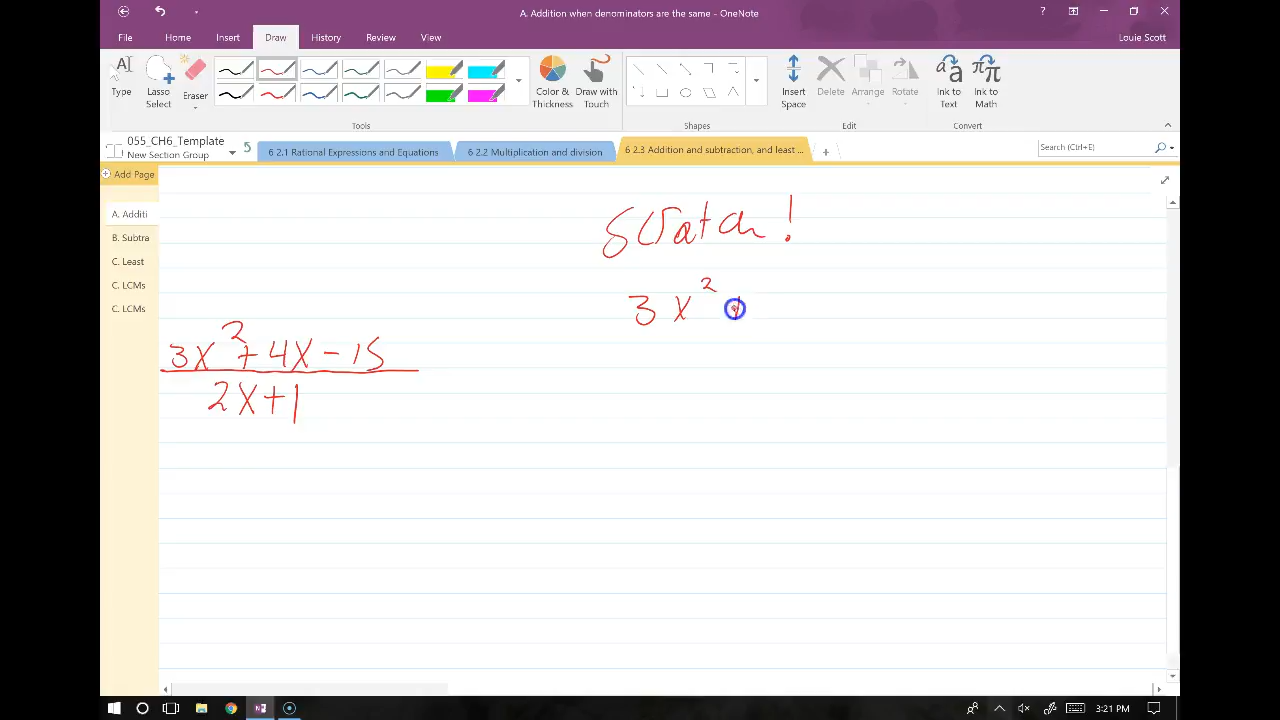 A. Addition when denominators are the same - OneNote
?
Louie Scott
File Home Insert Draw History Review View
Type
Lasso Select
Eraser
Color & Thickness
Draw with Touch
Insert Space
Delete
Arrange
Rotate
Ink to Text
Ink to Math
Tools
Shapes
Edit
Convert
055_CH6_Template
New Section Group
6 2.1 Rational Expressions and Equations
6 2.2 Multiplication and division
6 2.3 Addition and subtraction, and least ...
Search (Ctrl+E)
Add Page
A. Additi
B. Subtra
C. Least
C. LCMs
C. LCMs
Scratch!
3x²
3x²+4x-15
2x+1
3:21 PM